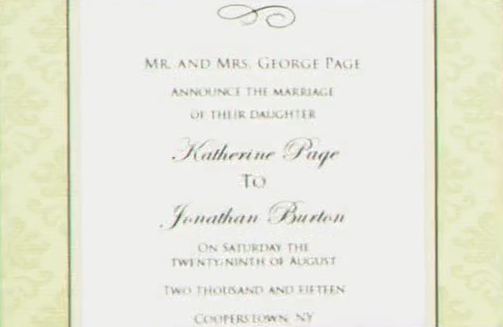 MR. AND MRS. GEORGE PAGE
ANNOUNCE THE MARRIAGE
OF THEIR DAUGHTER
Katherine Page
TO
Jonathan Burton
ON SATURDAY THE
TWENTY-NINTH OF AUGUST
TWO THOUSAND AND FIFTEEN
COOPERSTOWN, NY